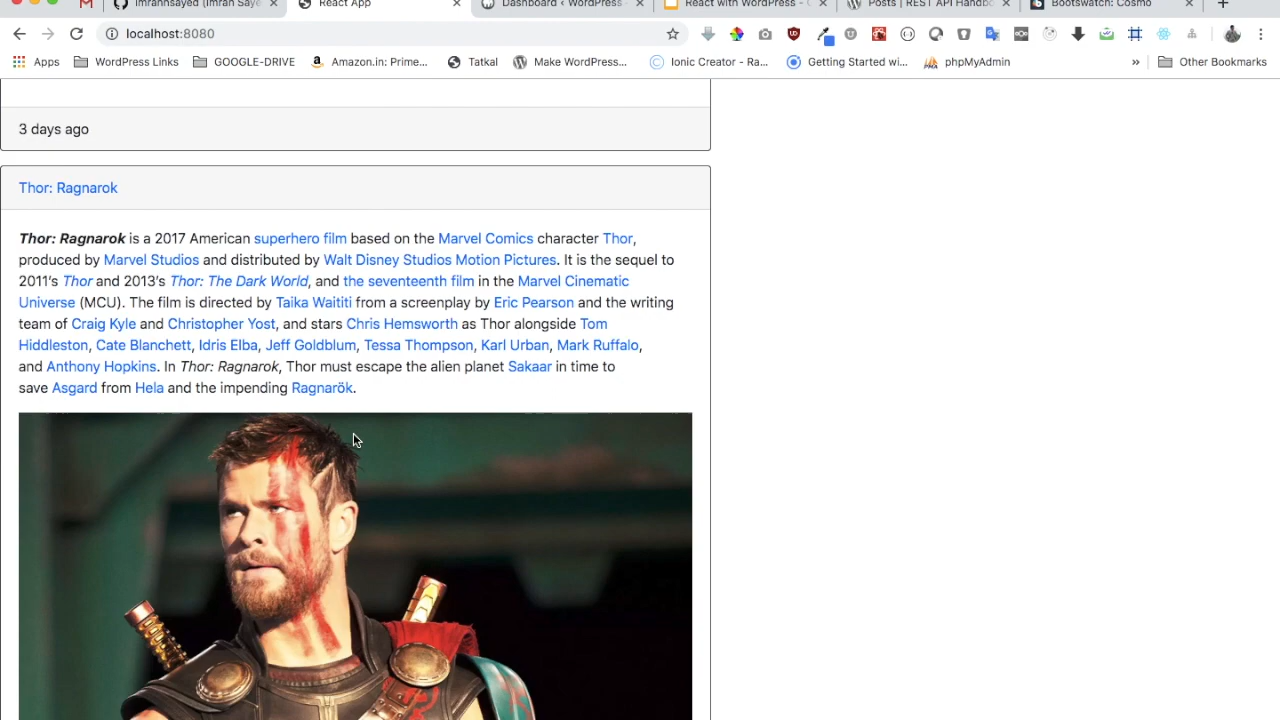 imrannsayed (Imran Saye
React App
Dashboard ‹ WordPress
React with WordPress -
Posts | REST API Handb
Bootswatch: Cosmo
localhost:8080
Apps
WordPress Links
GOOGLE-DRIVE
Amazon.in: Prime...
Tatkal
Make WordPress...
Ionic Creator - Ra...
Getting Started wi...
phpMyAdmin
»
Other Bookmarks
3 days ago
Thor: Ragnarok
Thor: Ragnarok is a 2017 American superhero film based on the Marvel Comics character Thor,
produced by Marvel Studios and distributed by Walt Disney Studios Motion Pictures. It is the sequel to
2011's Thor and 2013's Thor: The Dark World, and the seventeenth film in the Marvel Cinematic
Universe (MCU). The film is directed by Taika Waititi from a screenplay by Eric Pearson and the writing
team of Craig Kyle and Christopher Yost, and stars Chris Hemsworth as Thor alongside Tom
Hiddleston, Cate Blanchett, Idris Elba, Jeff Goldblum, Tessa Thompson, Karl Urban, Mark Ruffalo,
and Anthony Hopkins. In Thor: Ragnarok, Thor must escape the alien planet Sakaar in time to
save Asgard from Hela and the impending Ragnarök.